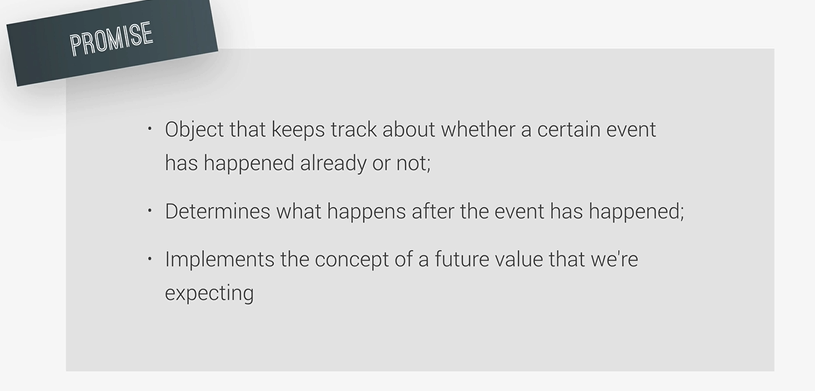 PROMISE
• Object that keeps track about whether a certain event
has happened already or not;
• Determines what happens after the event has happened;
• Implements the concept of a future value that we're
expecting